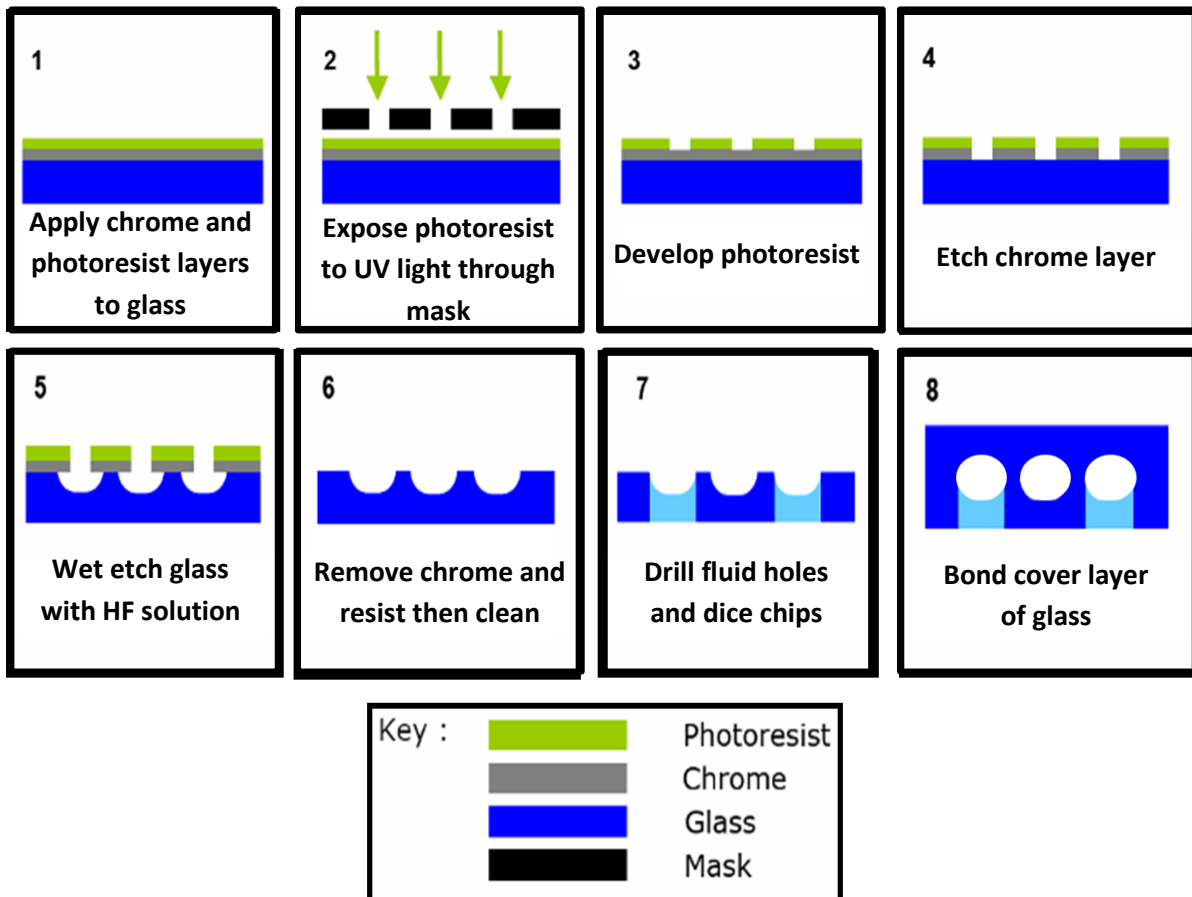 1
Apply chrome and
photoresist layers
to glass
2
Expose photoresist
to UV light through
mask
3
Develop photoresist
4
Etch chrome layer
5
Wet etch glass
with HF solution
6
Remove chrome and
resist then clean
7
Drill fluid holes
and dice chips
8
Bond cover layer
of glass
Key :
Photoresist
Chrome
Glass
Mask